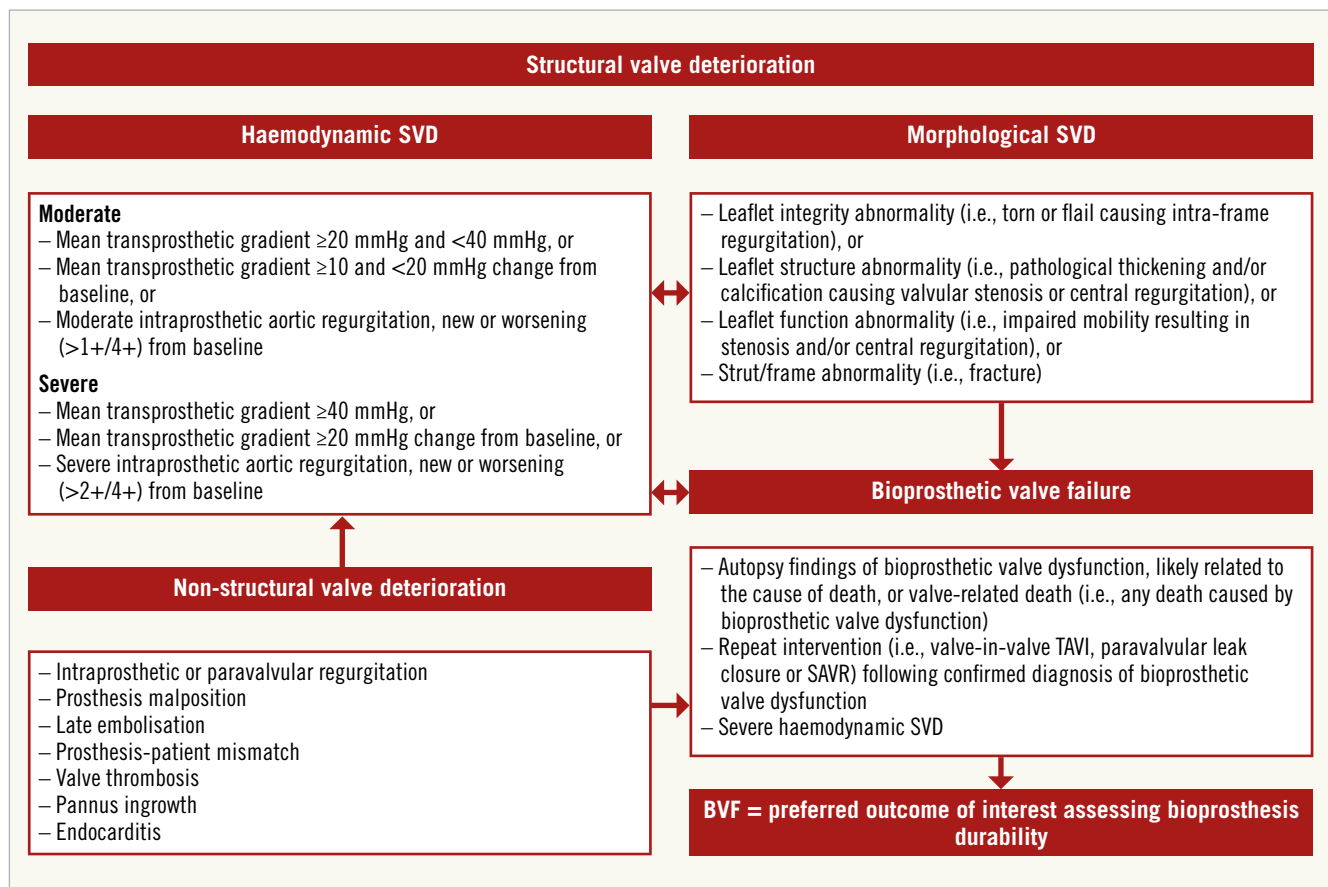 Structural valve deterioration
Haemodynamic SVD
Moderate
– Mean transprosthetic gradient ≥20 mmHg and <40 mmHg, or
– Mean transprosthetic gradient ≥10 and <20 mmHg change from
baseline, or
– Moderate intraprosthetic aortic regurgitation, new or worsening
(>1+/4+) from baseline
Severe
– Mean transprosthetic gradient ≥40 mmHg, or
– Mean transprosthetic gradient ≥20 mmHg change from baseline, or
– Severe intraprosthetic aortic regurgitation, new or worsening
(>2+/4+) from baseline
Non-structural valve deterioration
– Intraprosthetic or paravalvular regurgitation
– Prosthesis malposition
– Late embolisation
– Prosthesis-patient mismatch
– Valve thrombosis
– Pannus ingrowth
– Endocarditis
Morphological SVD
– Leaflet integrity abnormality (i.e., torn or flail causing intra-frame
regurgitation), or
– Leaflet structure abnormality (i.e., pathological thickening and/or
calcification causing valvular stenosis or central regurgitation), or
– Leaflet function abnormality (i.e., impaired mobility resulting in
stenosis and/or central regurgitation), or
– Strut/frame abnormality (i.e., fracture)
Bioprosthetic valve failure
– Autopsy findings of bioprosthetic valve dysfunction, likely related to
the cause of death, or valve-related death (i.e., any death caused by
bioprosthetic valve dysfunction)
– Repeat intervention (i.e., valve-in-valve TAVI, paravalvular leak
closure or SAVR) following confirmed diagnosis of bioprosthetic
valve dysfunction
– Severe haemodynamic SVD
BVF = preferred outcome of interest assessing bioprosthesis
durability